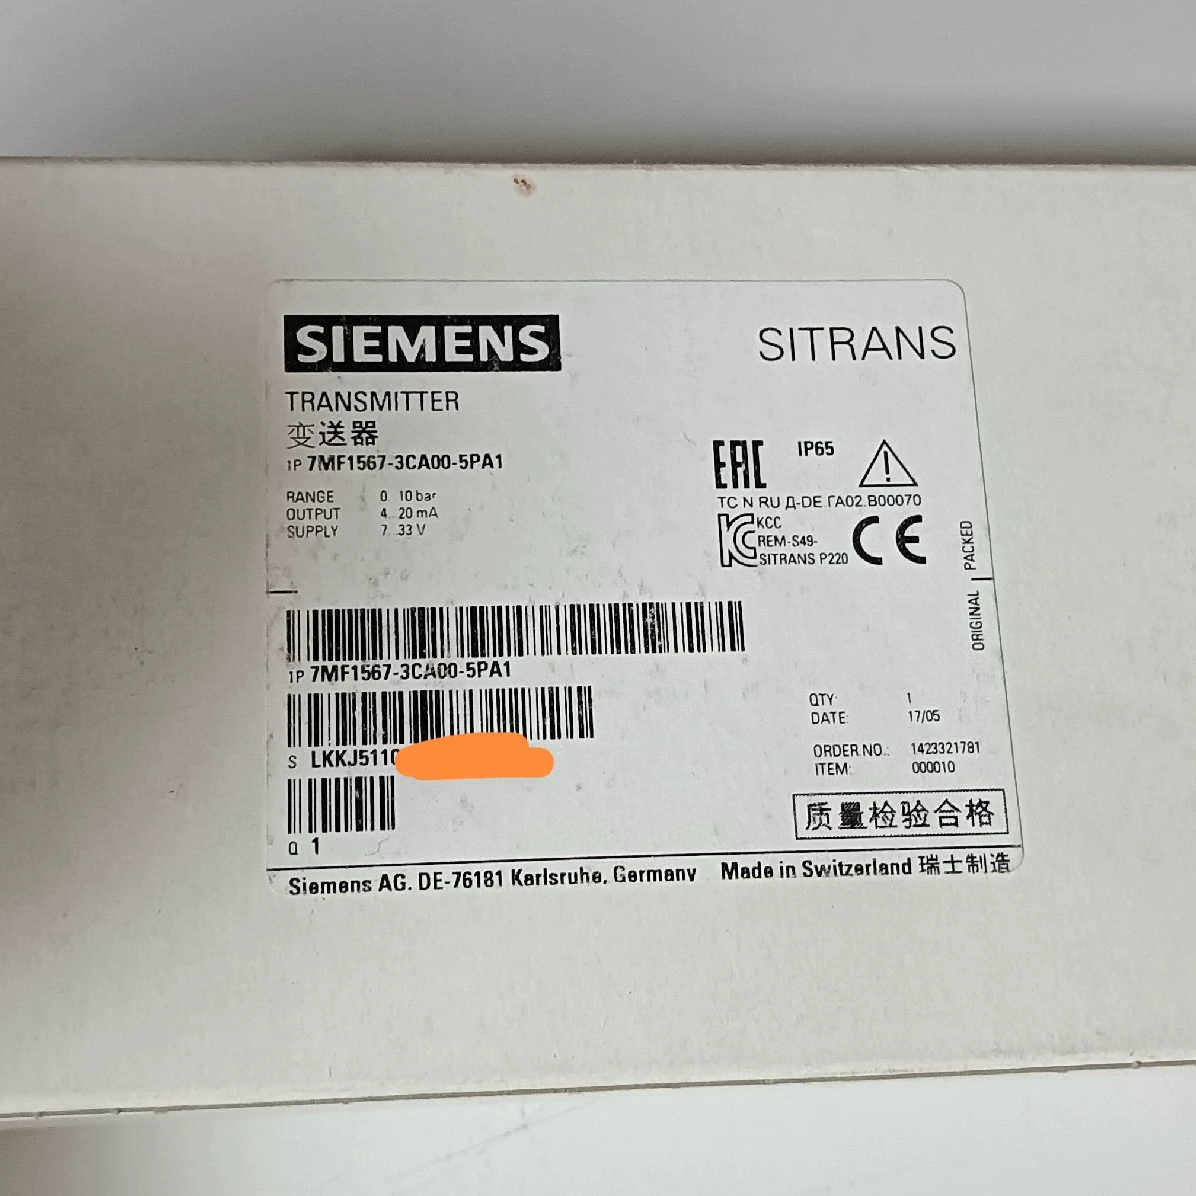 SIEMENS
SITRANS
TRANSMITTER
变送器
1P 7MF1567-3CA00-5PA1
RANGE 0 10 bar
OUTPUT 4 20 mA
SUPPLY 7 33 V
EAC IP65
TC N RU Д-DE.ГА02.B00070
KCC
REM-S49-
SITRANS P220
CE
ORIGINAL PACKED
1P 7MF1567-3CA00-5PA1
S LKKJ511
Q 1
QTY: 1
DATE: 17/05
ORDER NO.: 1423321781
ITEM: 000010
质量检验合格
Siemens AG. DE-76181 Karlsruhe, Germany Made in Switzerland 瑞士制造